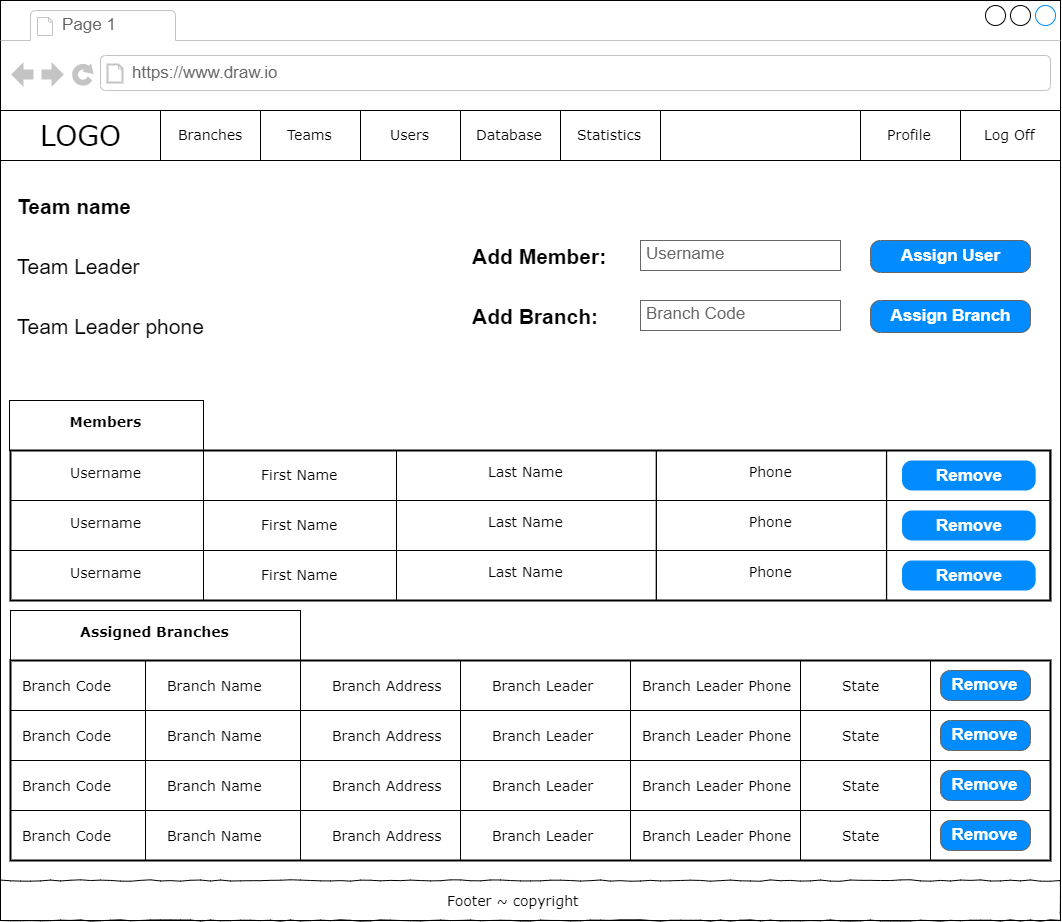 Page 1
https://www.draw.io
LOGO Branches Teams Users Database Statistics Profile Log Off
Team name
Team Leader Add Member: Username Assign User
Team Leader phone Add Branch: Branch Code Assign Branch
Members
Username First Name Last Name Phone Remove
Username First Name Last Name Phone Remove
Username First Name Last Name Phone Remove
Assigned Branches
Branch Code Branch Name Branch Address Branch Leader Branch Leader Phone State Remove
Branch Code Branch Name Branch Address Branch Leader Branch Leader Phone State Remove
Branch Code Branch Name Branch Address Branch Leader Branch Leader Phone State Remove
Branch Code Branch Name Branch Address Branch Leader Branch Leader Phone State Remove
Footer ~ copyright